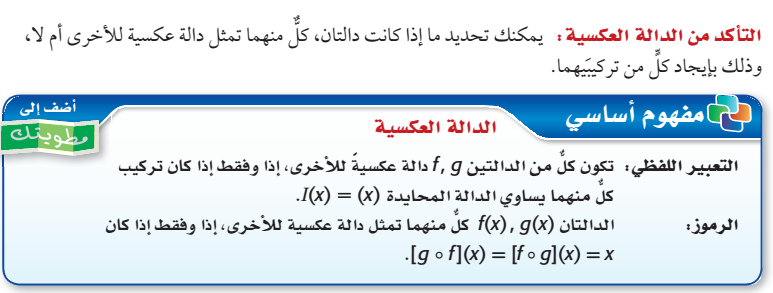 التأكد من الدالة العكسية: يمكنك تحديد ما إذا كانت دالتان، كلٌّ منهما تمثل دالة عكسية للأخرى أم لا،
وذلك بإيجاد كلٍّ من تركيبَيهما.
مفهوم أساسي
أضف إلى
مطويتك
الدالة العكسية
التعبير اللفظي: تكون كلٌ من الدالتين f , g دالة عكسيةً للأخرى، إذا وفقط إذا كان تركيب
كلٌ منهما يساوي الدالة المحايدة I(x) = (x).
الرموز: الدالتان f(x) , g(x) كلٌ منهما تمثل دالة عكسية للأخرى، إذا وفقط إذا كان
[g ∘ f](x) = [f ∘ g](x) = x.